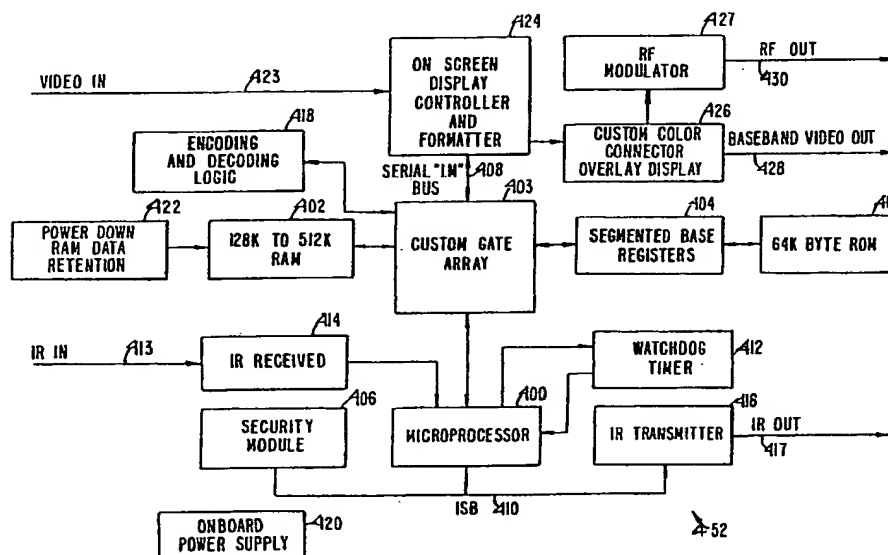 424
427
ON SCREEN
DISPLAY
CONTROLLER
AND
FORMATTER
RF
MODULATOR
RF OUT
430
VIDEO IN
423
418
ENCODING
AND DECODING
LOGIC
426
CUSTOM COLOR
CONNECTOR
OVERLAY DISPLAY
BASEBAND VIDEO OUT
428
SERIAL "I.M"
BUS
408
422
POWER DOWN
RAM DATA
RETENTION
402
128K TO 512K
RAM
403
CUSTOM GATE
ARRAY
404
SEGMENTED BASE
REGISTERS
64K BYTE ROM
IR IN
413
414
IR RECEIVED
WATCHDOG
TIMER
412
406
SECURITY
MODULE
400
MICROPROCESSOR
416
IR TRANSMITTER
IR OUT
417
ISB
410
420
ONBOARD
POWER SUPPLY
452